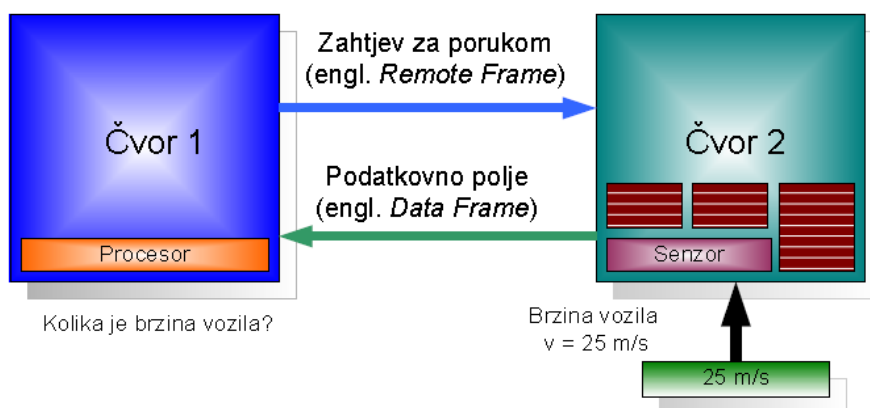 Zahtjev za porukom
(engl. Remote Frame)
Čvor 1
Čvor 2
Podatkovno polje
(engl. Data Frame)
Procesor
Senzor
Kolika je brzina vozila?
Brzina vozila
v = 25 m/s
25 m/s